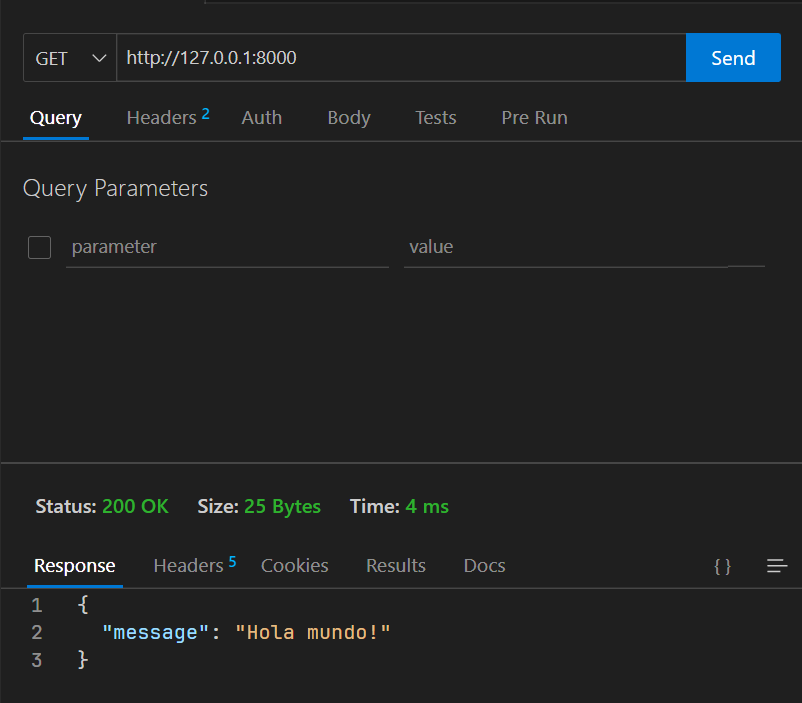 GET http://127.0.0.1:8000 Send
Query Headers 2 Auth Body Tests Pre Run
Query Parameters
parameter value
Status: 200 OK Size: 25 Bytes Time: 4 ms
Response Headers 5 Cookies Results Docs { }
1 {
2 "message": "Hola mundo!"
3 }